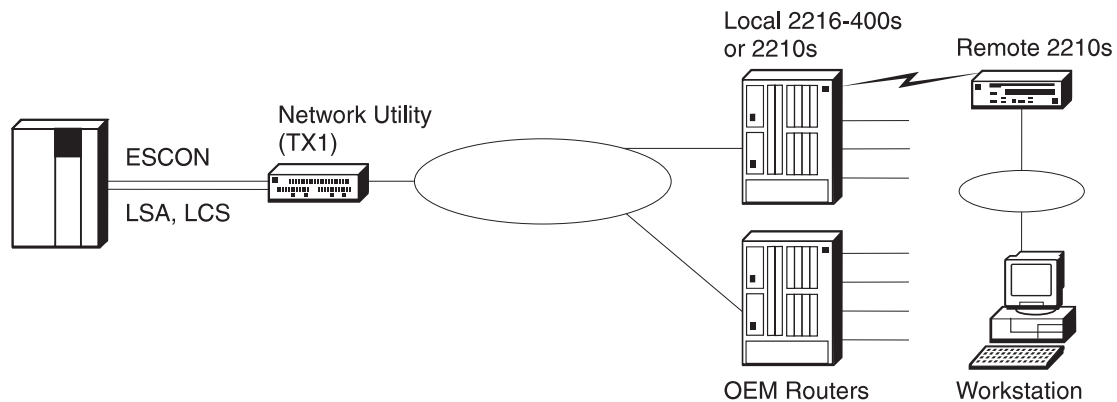 Local 2216-400s
or 2210s
Remote 2210s
Network Utility
(TX1)
ESCON
LSA, LCS
OEM Routers
Workstation